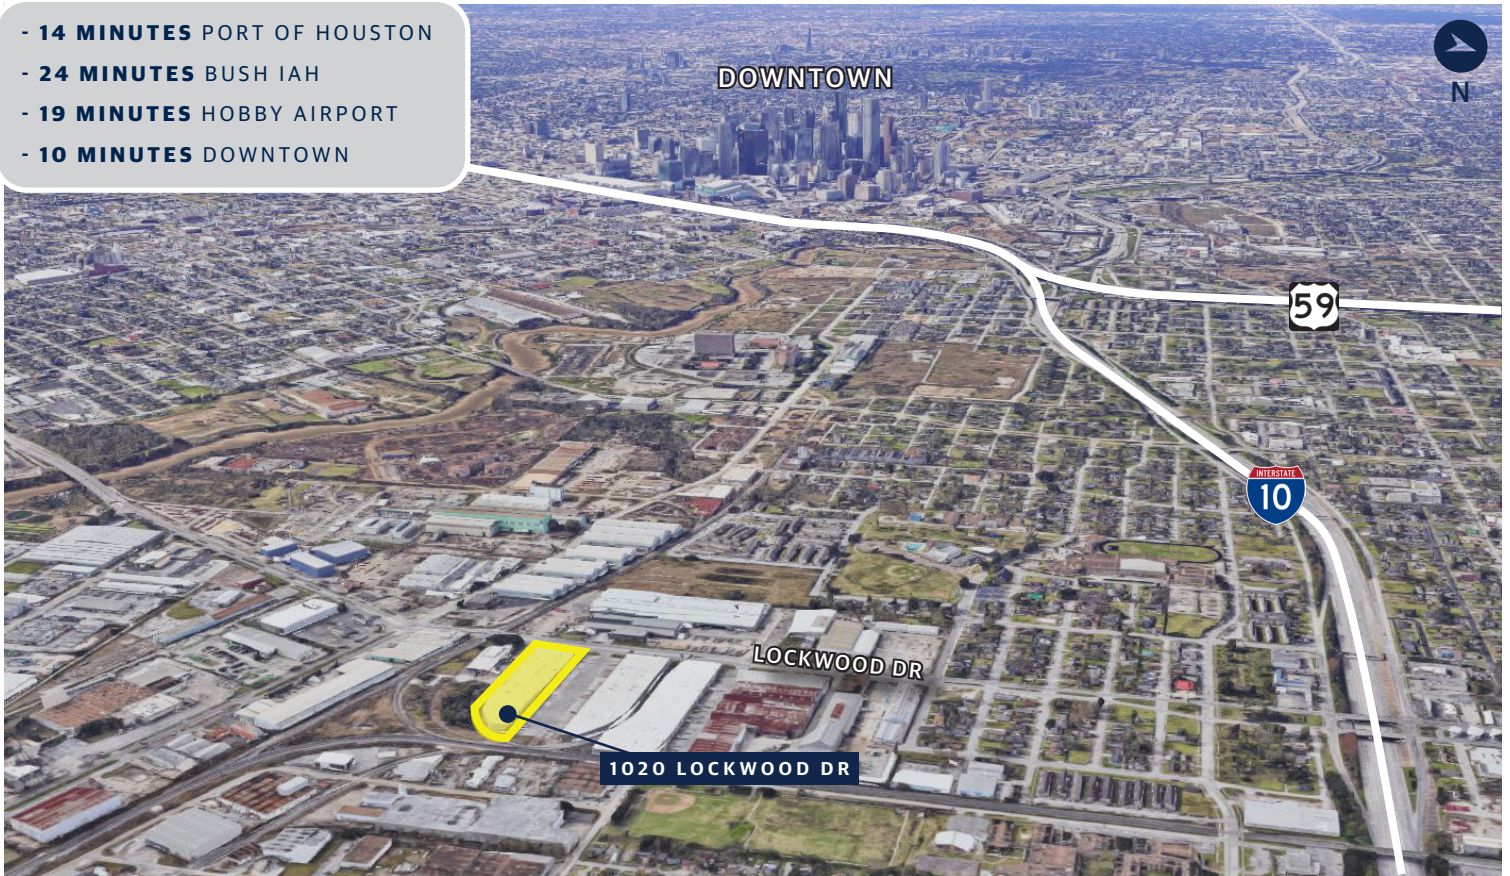 - 14 MINUTES PORT OF HOUSTON
- 24 MINUTES BUSH IAH
- 19 MINUTES HOBBY AIRPORT
- 10 MINUTES DOWNTOWN
DOWNTOWN
N
59
INTERSTATE
10
LOCKWOOD DR
1020 LOCKWOOD DR